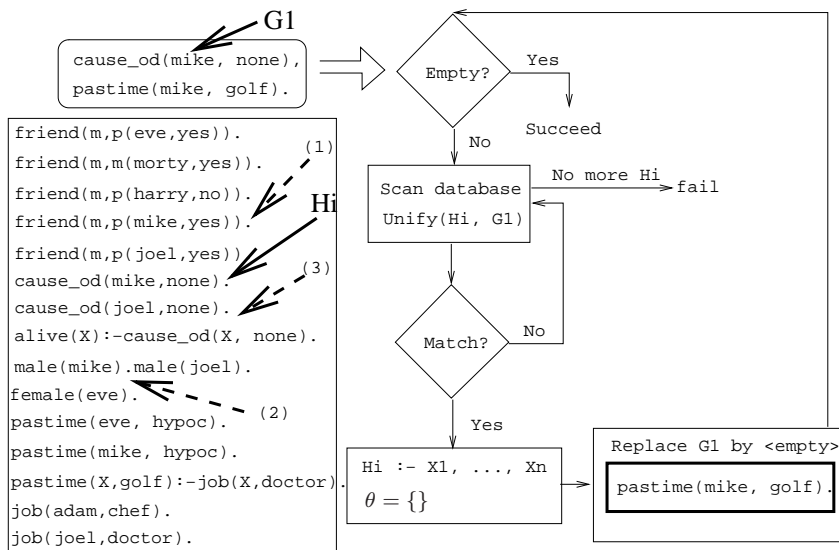 G1
cause_od(mike, none),
pastime(mike, golf).
friend(m,p(eve,yes)).
friend(m,m(morty,yes)).
(1)
friend(m,p(harry,no)).
Hi
friend(m,p(mike,yes)).
friend(m,p(joel,yes))
cause_od(mike,none).
(3)
cause_od(joel,none).
alive(X):-cause_od(X, none).
male(mike).male(joel).
female(eve).
(2)
pastime(eve, hypoc).
pastime(mike, hypoc).
pastime(X,golf):-job(X,doctor).
job(adam,chef).
job(joel,doctor).
Empty?
Yes
Succeed
No
Scan database
Unify(Hi, G1)
No more Hi
fail
Match?
No
Yes
Hi :- X1, ..., Xn
θ = {}
Replace G1 by <empty>
pastime(mike, golf).